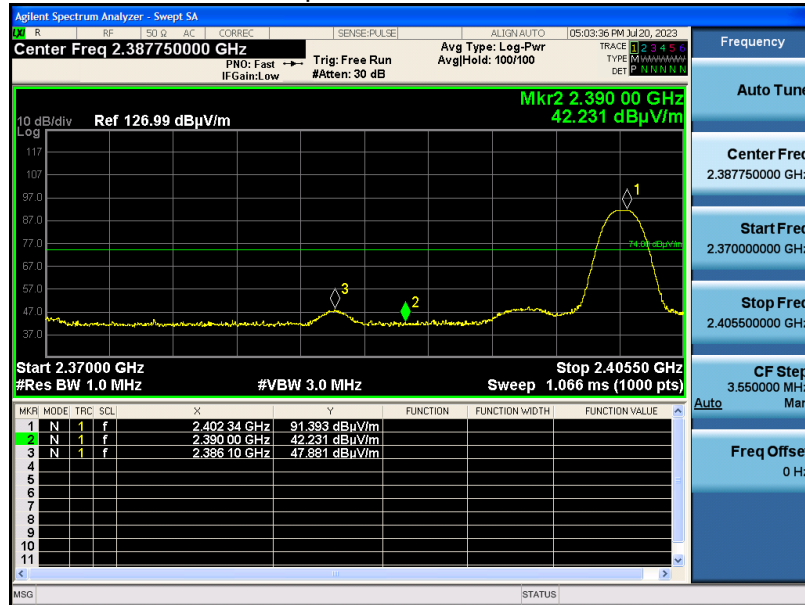 Agilent Spectrum Analyzer - Swept SA
LXI R RF 50 Ω AC CORREC SENSE:PULSE ALIGN AUTO 05:03:36 PM Jul 20, 2023
Center Freq 2.387750000 GHz
PNO: Fast
IFGain:Low
Trig: Free Run
#Atten: 30 dB
Avg Type: Log-Pwr
Avg|Hold: 100/100
TRACE 1 2 3 4 5 6
TYPE M W W W W W
DET P N N N N N
Mkr2 2.390 00 GHz
42.231 dBµV/m
10 dB/div Ref 126.99 dBµV/m
Log
117
107
97.0
87.0
77.0
67.0
57.0
47.0
37.0
74.00 dBµV/m
1
2
3
Start 2.37000 GHz
Stop 2.40550 GHz
#Res BW 1.0 MHz #VBW 3.0 MHz Sweep 1.066 ms (1000 pts)
MKR MODE TRC SCL X Y FUNCTION FUNCTION WIDTH FUNCTION VALUE
1 N 1 f 2.402 34 GHz 91.393 dBµV/m
2 N 1 f 2.390 00 GHz 42.231 dBµV/m
3 N 1 f 2.386 10 GHz 47.881 dBµV/m
4
5
6
7
8
9
10
11
MSG STATUS
Frequency
Auto Tune
Center Freq
2.387750000 GHz
Start Freq
2.370000000 GHz
Stop Freq
2.405500000 GHz
CF Step
3.550000 MHz
Auto Man
Freq Offset
0 Hz